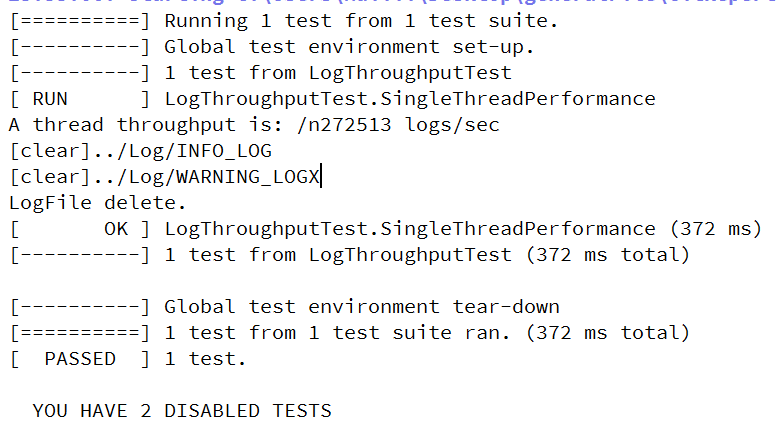 [==========] Running 1 test from 1 test suite.
[----------] Global test environment set-up.
[----------] 1 test from LogThroughputTest
[ RUN      ] LogThroughputTest.SingleThreadPerformance
A thread throughput is: /n272513 logs/sec
[clear]../Log/INFO_LOG
[clear]../Log/WARNING_LOGX
LogFile delete.
[       OK ] LogThroughputTest.SingleThreadPerformance (372 ms)
[----------] 1 test from LogThroughputTest (372 ms total)

[----------] Global test environment tear-down
[==========] 1 test from 1 test suite ran. (372 ms total)
[  PASSED  ] 1 test.

  YOU HAVE 2 DISABLED TESTS